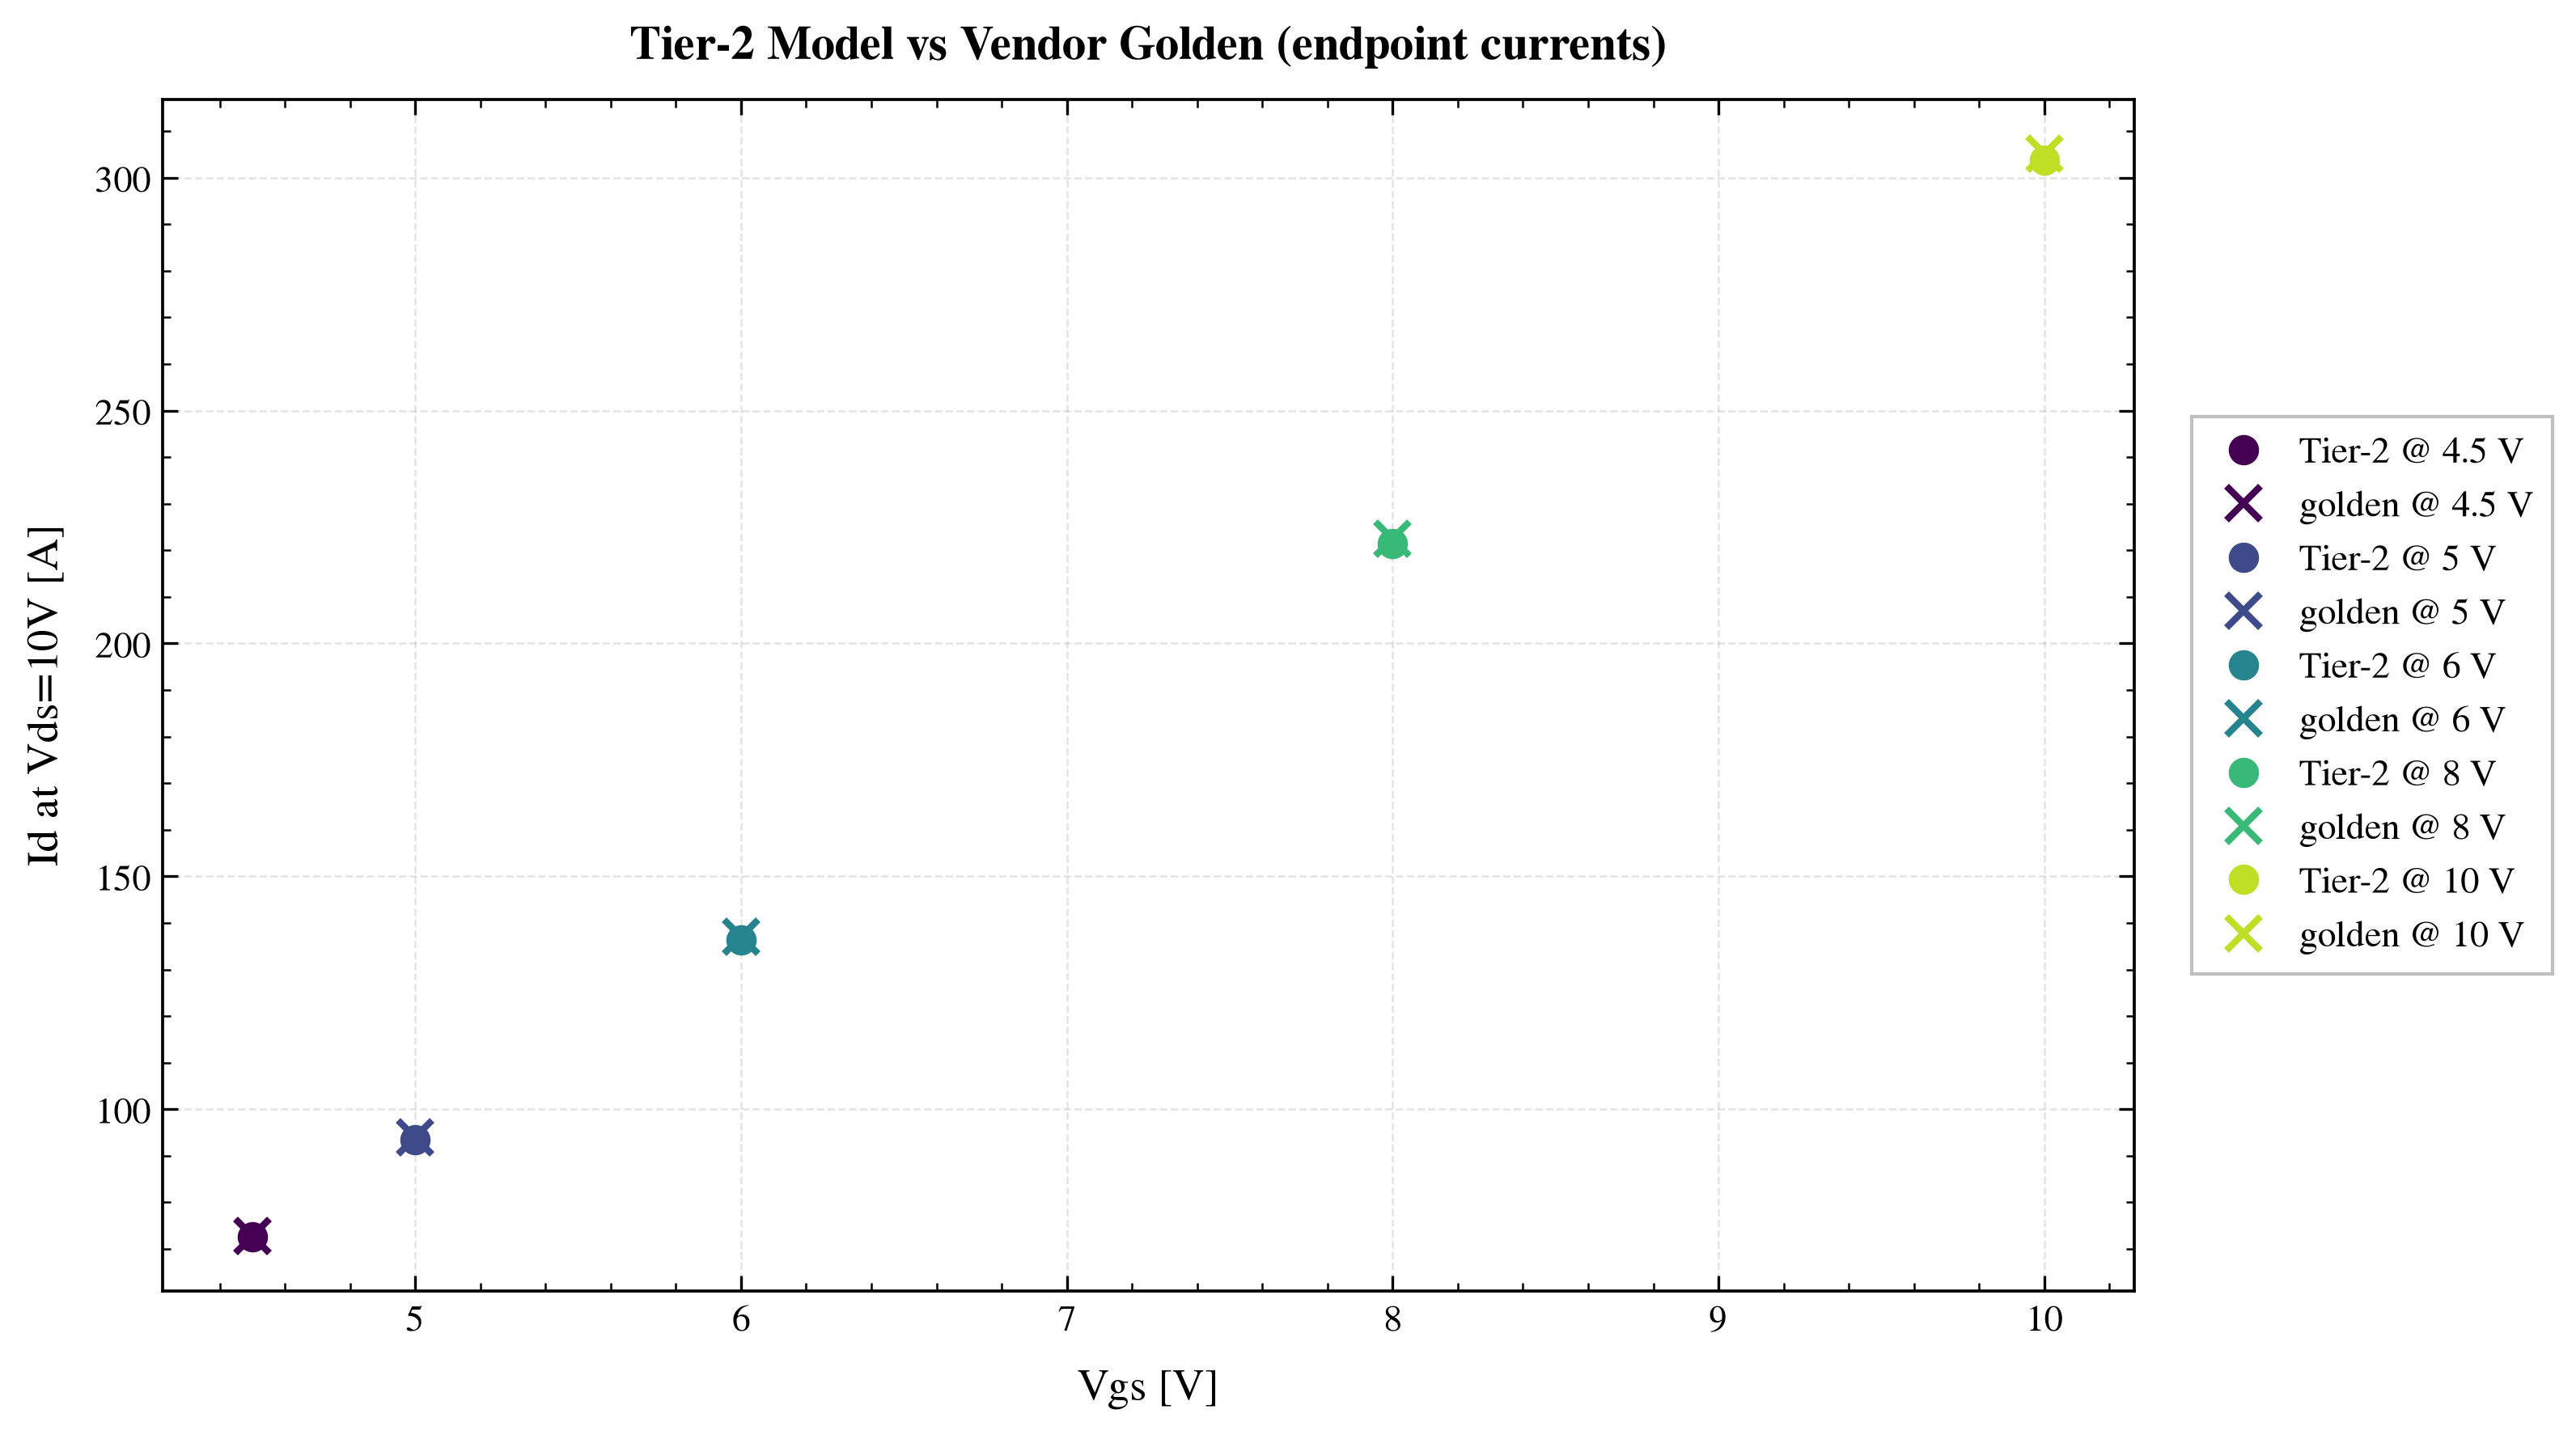 Tier-2 Model vs Vendor Golden (endpoint currents)
Id at Vds=10V [A]
300
250
200
150
100
5
6
7
8
9
10
Vgs [V]
Tier-2 @ 4.5 V
golden @ 4.5 V
Tier-2 @ 5 V
golden @ 5 V
Tier-2 @ 6 V
golden @ 6 V
Tier-2 @ 8 V
golden @ 8 V
Tier-2 @ 10 V
golden @ 10 V